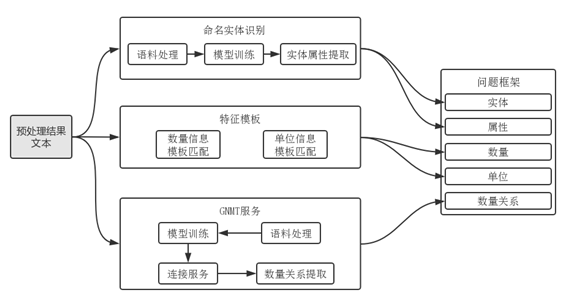 命名实体识别
语料处理
模型训练
实体属性提取
预处理结果
文本
特征模板
数量信息
模板匹配
单位信息
模板匹配
GNMT服务
模型训练
语料处理
连接服务
数量关系提取
问题框架
实体
属性
数量
单位
数量关系